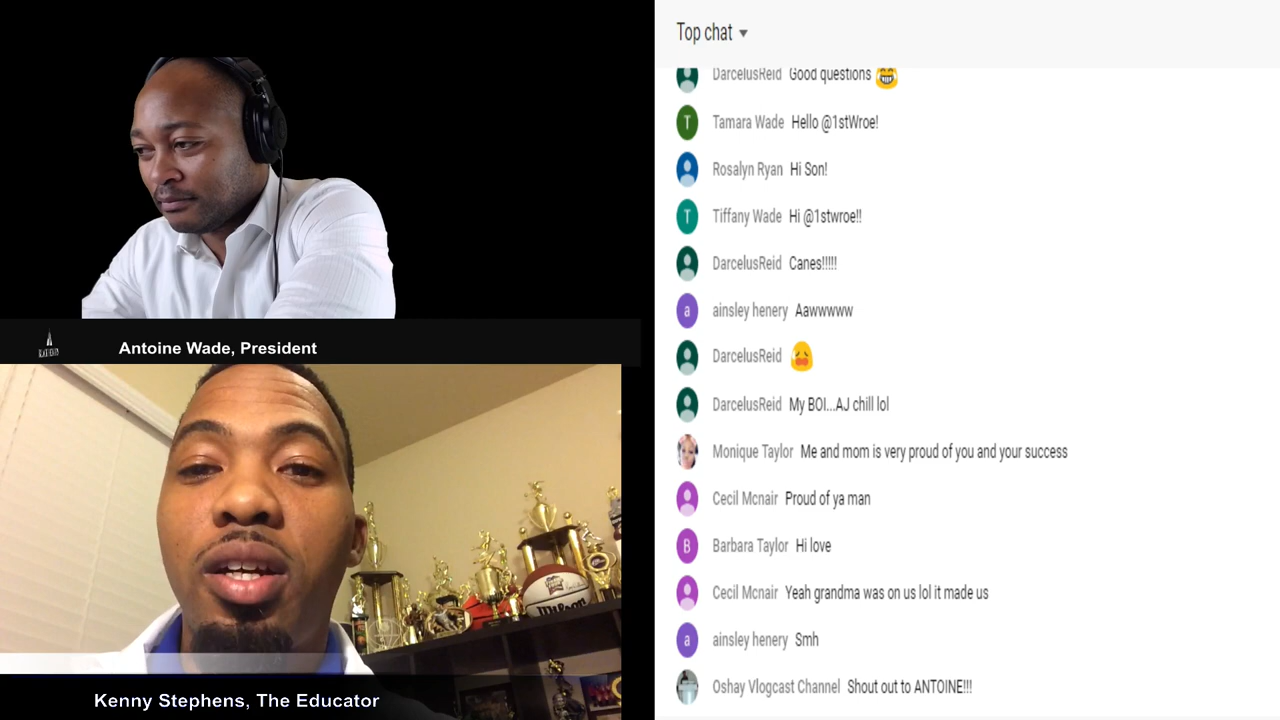 Antoine Wade, President
Kenny Stephens, The Educator
Top chat
DarcelusReid Good questions
Tamara Wade Hello @1stWroe!
Rosalyn Ryan Hi Son!
Tiffany Wade Hi @1stwroe!!
DarcelusReid Canes!!!!!
ainsley henery Aawwwww
DarcelusReid
DarcelusReid My BOI...AJ chill lol
Monique Taylor Me and mom is very proud of you and your success
Cecil Mcnair Proud of ya man
Barbara Taylor Hi love
Cecil Mcnair Yeah grandma was on us lol it made us
ainsley henery Smh
Oshay Vlogcast Channel Shout out to ANTOINE!!!
T
T
a
B
a
Wilson